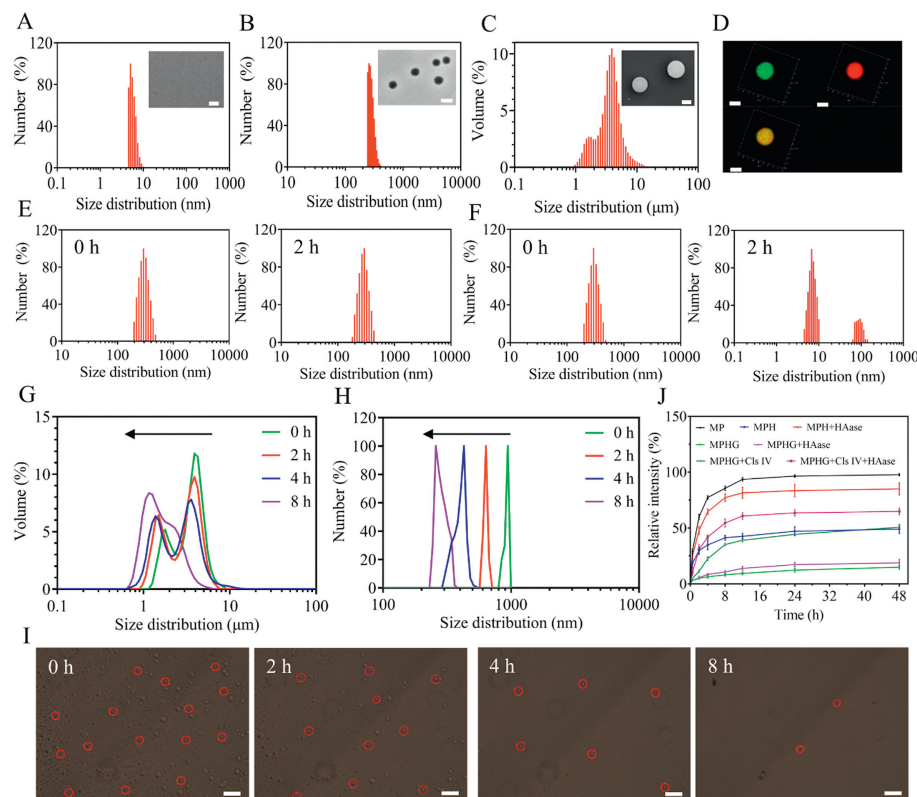 A
Number (%)
120
80
40
0
0.1 1 10 100 1000
Size distribution (nm)
B
Number (%)
120
80
40
0
1 10 100 1000 10000
Size distribution (nm)
C
Volume (%)
10
5
0
0.1 1 10 100
Size distribution (μm)
D
E
0 h
Number (%)
120
80
40
0
10 100 1000 10000
Size distribution (nm)
2 h
Number (%)
120
80
40
0
10 100 1000 10000
Size distribution (nm)
F
0 h
Number (%)
120
80
40
0
10 100 1000 10000
Size distribution (nm)
2 h
Number (%)
120
80
40
0
0.1 1 10 100 1000
Size distribution (nm)
G
Volume (%)
15
10
5
0
0.1 1 10 100
Size distribution (μm)
0 h
2 h
4 h
8 h
H
Number (%)
120
100
80
60
40
20
0
100 1000 10000
Size distribution (nm)
0 h
2 h
4 h
8 h
J
Relative intensity (%)
150
100
50
0
0 8 16 24 32 40 48
Time (h)
MP MPH MPH+HAase
MPHG MPHG+HAase
MPHG+Cls IV MPHG+Cls IV+HAase
I
0 h
2 h
4 h
8 h